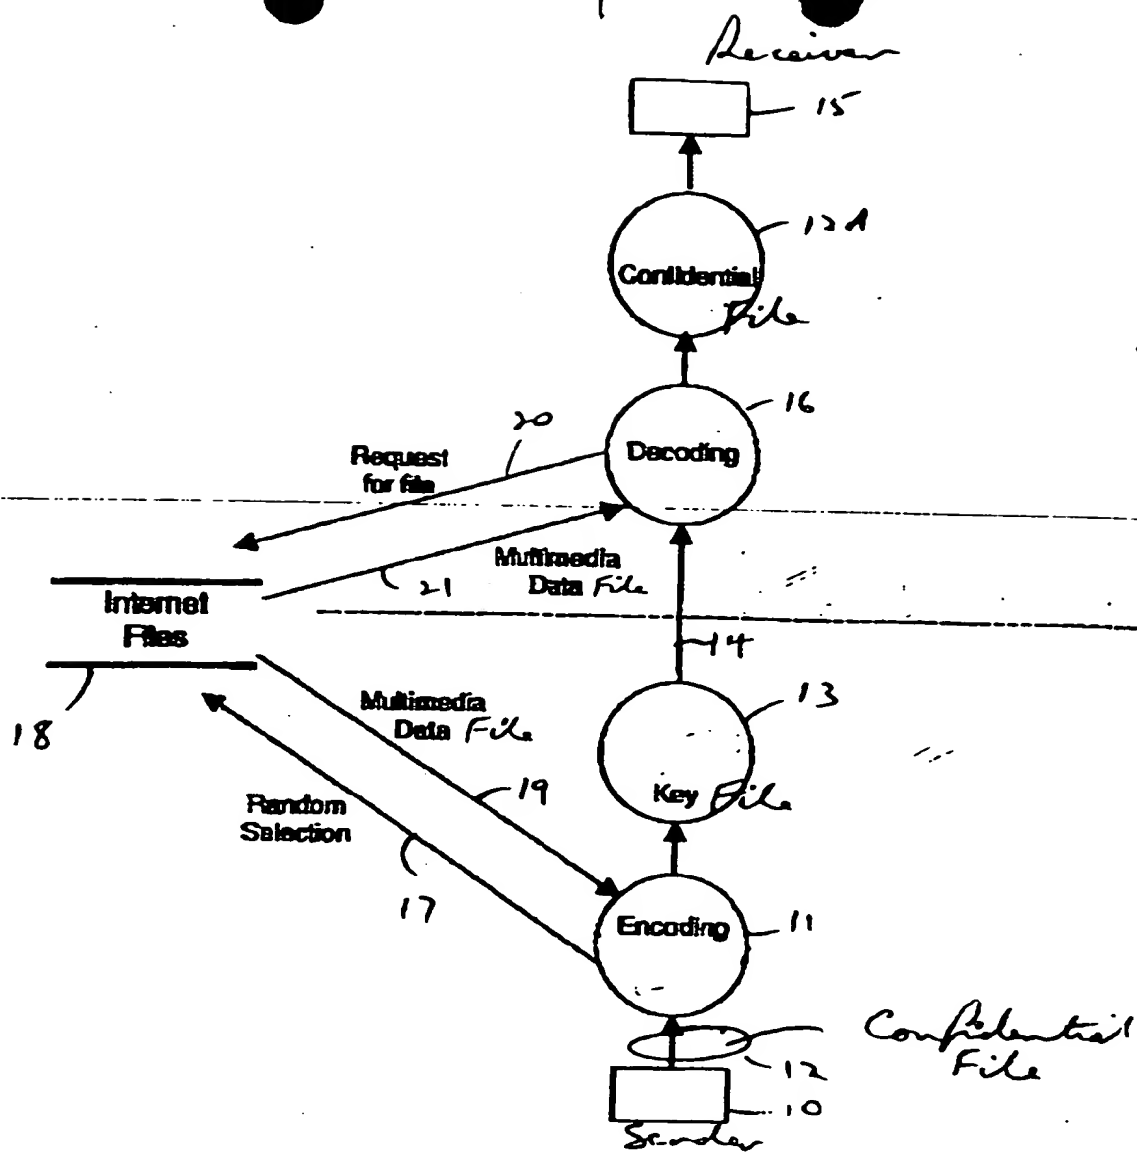 Receiver
15
12A
Confidential
File
16
Decoding
20
Request
for file
Multimedia
Data File
21
Internet
Files
14
18
13
Multimedia
Data File
Key File
19
Random
Selection
17
Encoding
11
Confidential
File
12
10
Sender